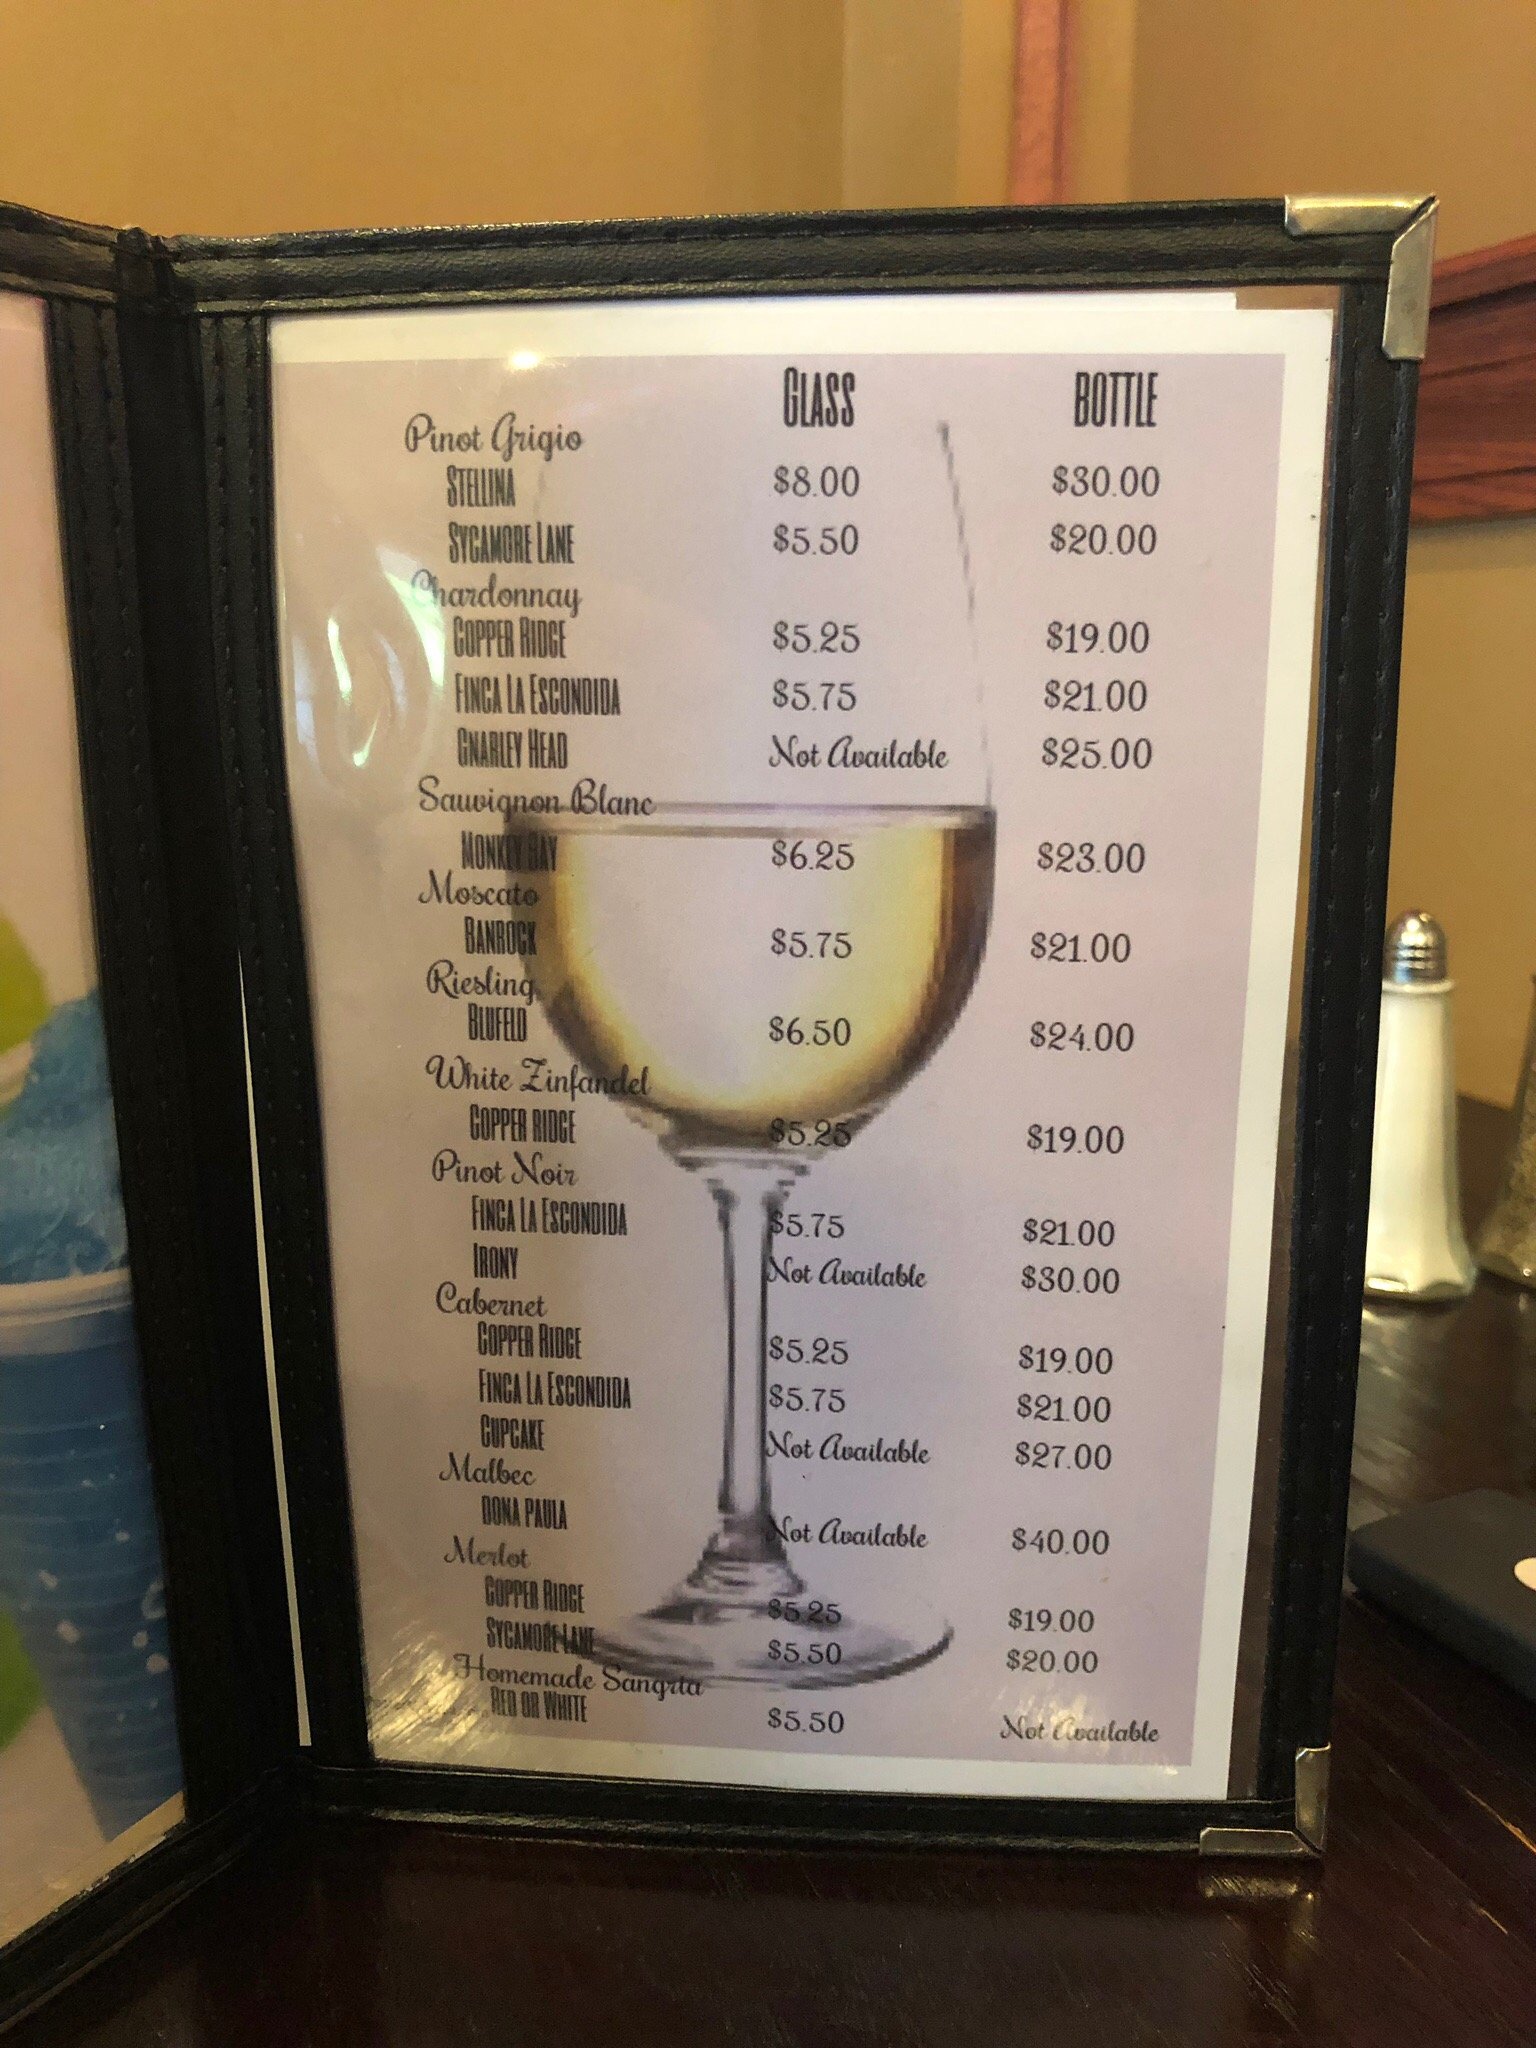 GLASS BOTTLE
Pinot Grigio
STELLINA $8.00 $30.00
SYCAMORE LANE $5.50 $20.00
Chardonnay
COPPER RIDGE $5.25 $19.00
FINCA LA ESCONDIDA $5.75 $21.00
GNARLEY HEAD Not Available $25.00
Sauvignon Blanc
MONKEY BAY $6.25 $23.00
Moscato
BANROCK $5.75 $21.00
Riesling
BLUFELD $6.50 $24.00
White Zinfandel
COPPER RIDGE $5.25 $19.00
Pinot Noir
FINCA LA ESCONDIDA $5.75 $21.00
IRONY Not Available $30.00
Cabernet
COPPER RIDGE $5.25 $19.00
FINCA LA ESCONDIDA $5.75 $21.00
CUPCAKE Not Available $27.00
Malbec
DONA PAULA Not Available $40.00
Merlot
COPPER RIDGE $5.25 $19.00
SYCAMORE LANE $5.50 $20.00
Homemade Sangria
RED OR WHITE $5.50 Not Available